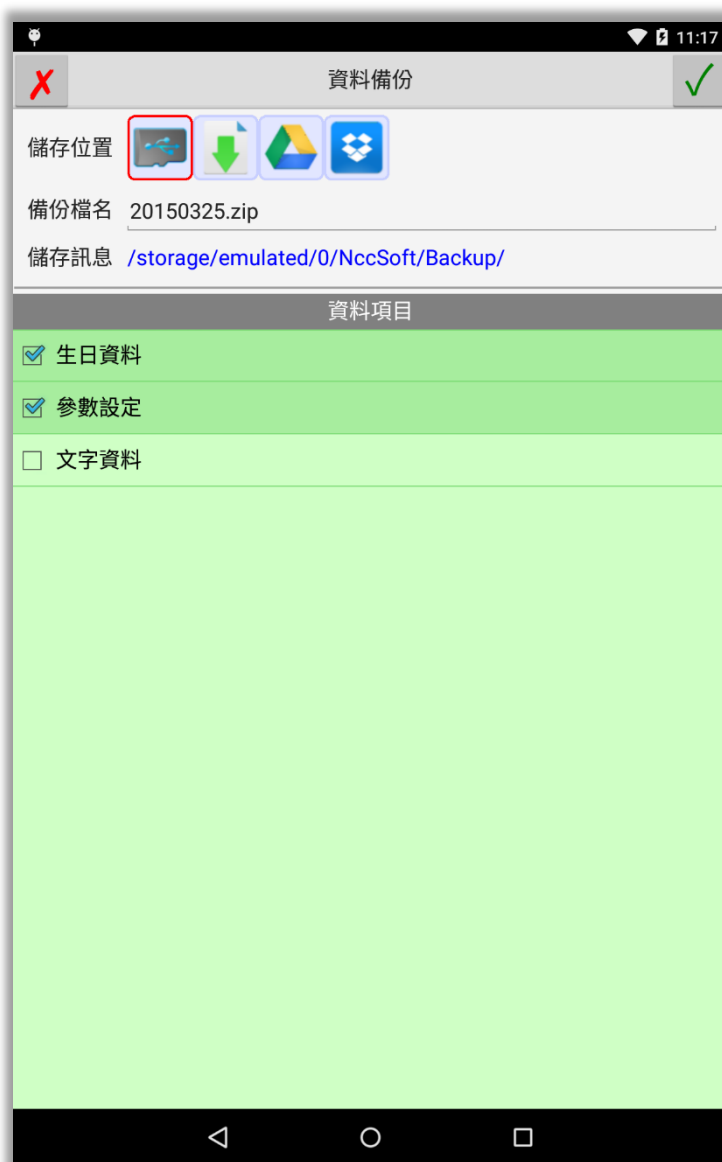 11:17
資料備份
儲存位置
備份檔名 20150325.zip
儲存訊息 /storage/emulated/0/NccSoft/Backup/
資料項目
生日資料
參數設定
文字資料